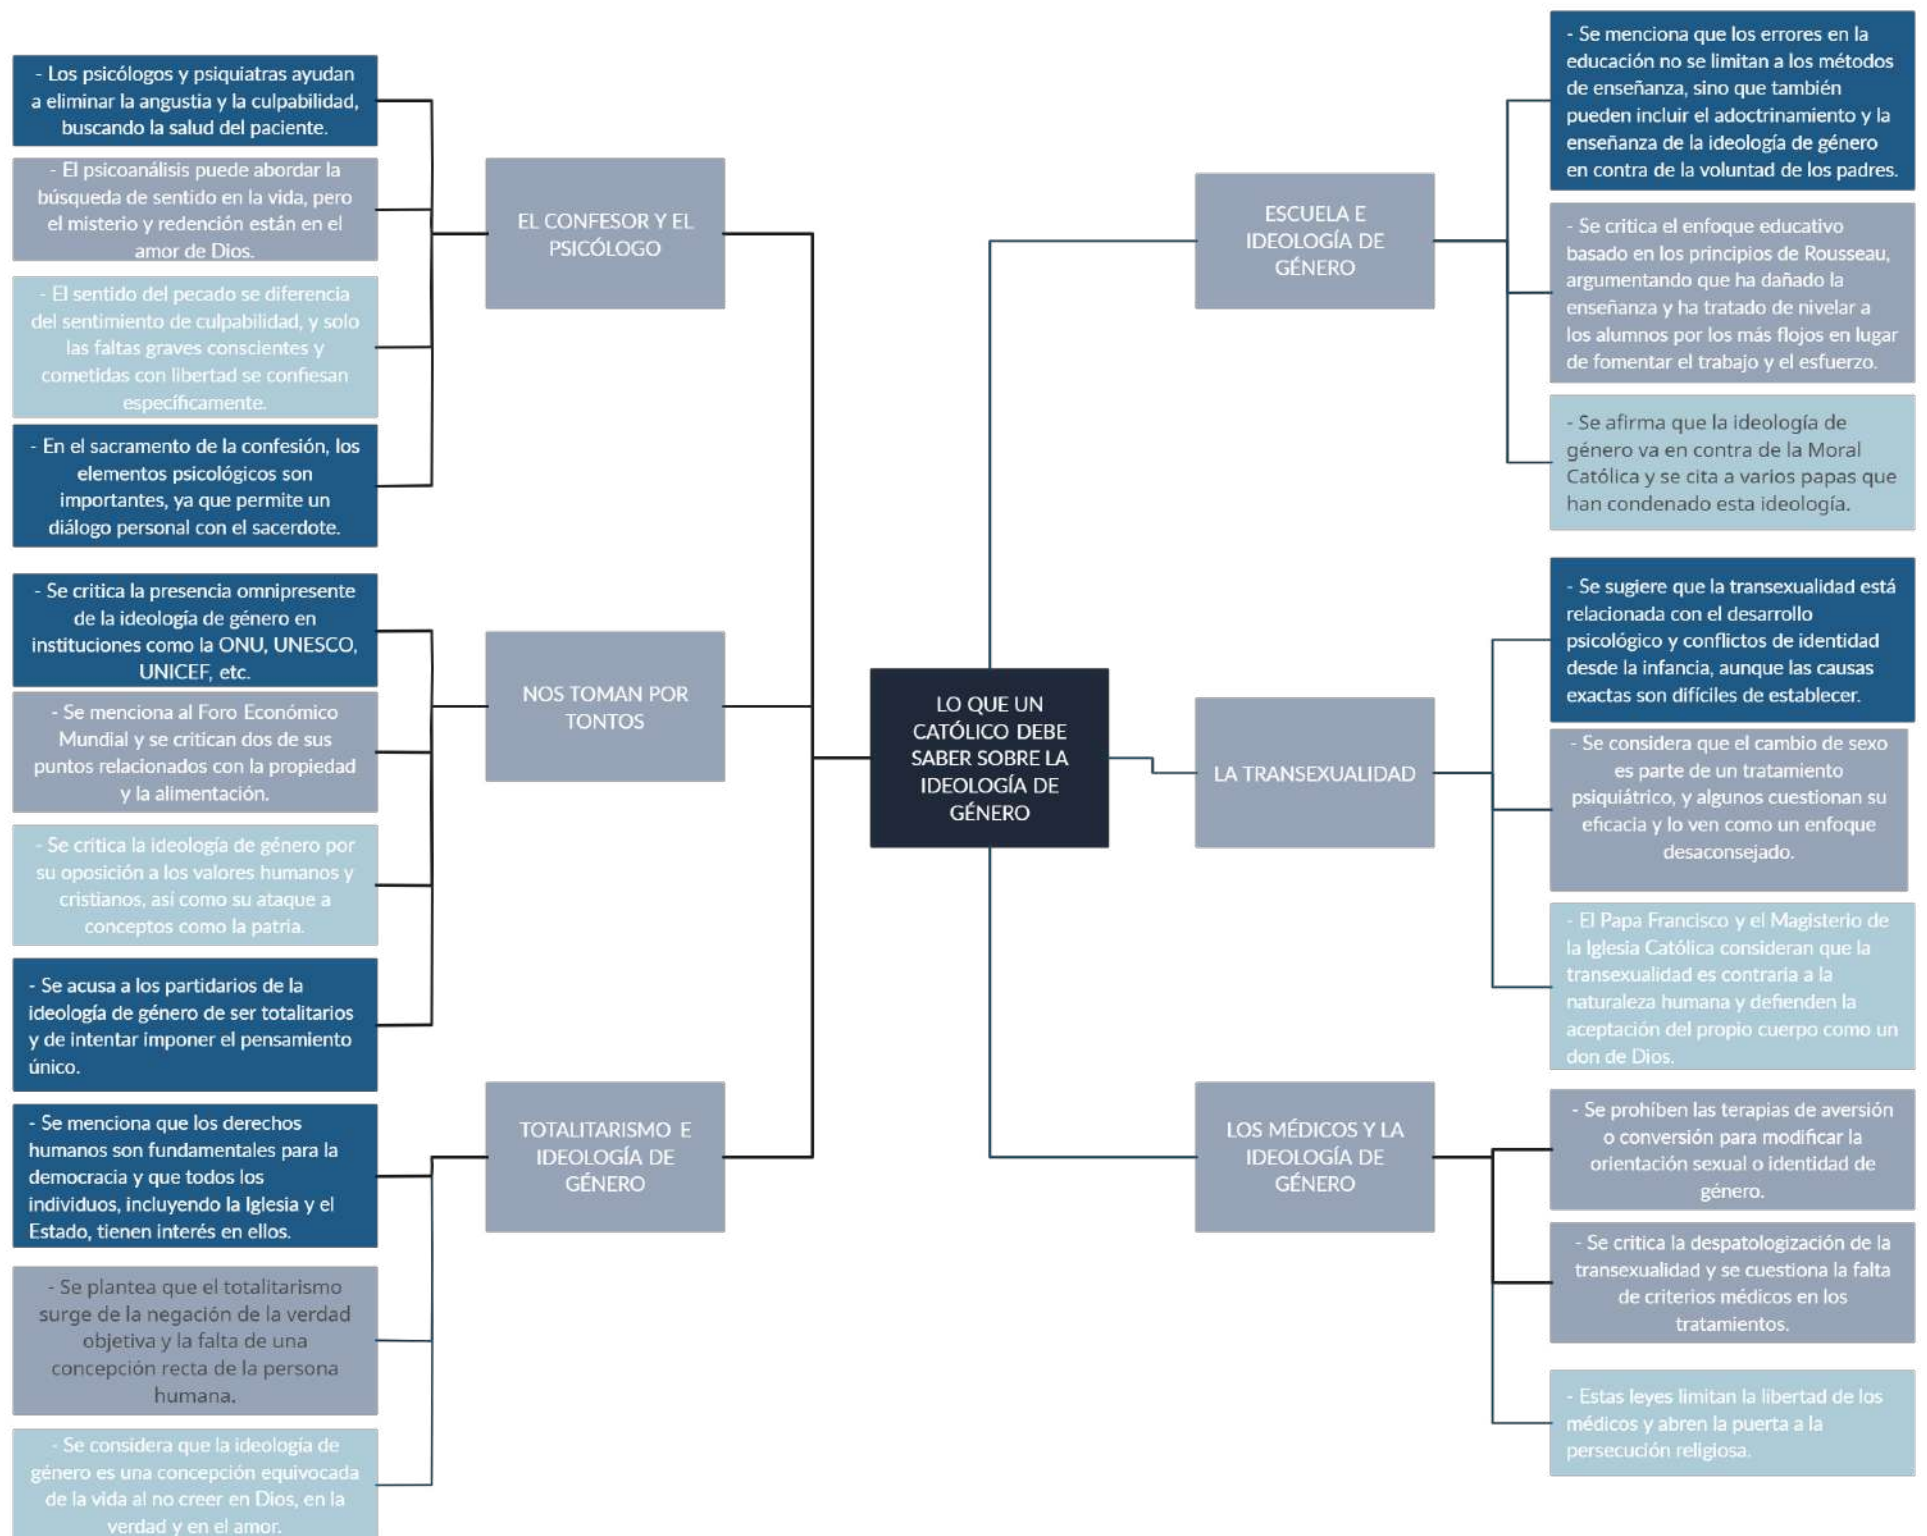 - Los psicólogos y psiquiatras ayudan
a eliminar la angustia y la culpabilidad,
buscando la salud del paciente.
- El psicoanálisis puede abordar la
búsqueda de sentido en la vida, pero
el misterio y redención están en el
amor de Dios.
- El sentido del pecado se diferencia
del sentimiento de culpabilidad, y solo
las faltas graves conscientes y
cometidas con libertad se confiesan
específicamente.
- En el sacramento de la confesión, los
elementos psicológicos son
importantes, ya que permite un
diálogo personal con el sacerdote.
EL CONFESOR Y EL
PSICÓLOGO
- Se critica la presencia omnipresente
de la ideología de género en
instituciones como la ONU, UNESCO,
UNICEF, etc.
- Se menciona al Foro Económico
Mundial y se critican dos de sus
puntos relacionados con la propiedad
y la alimentación.
- Se critica la ideología de género por
su oposición a los valores humanos y
cristianos, así como su ataque a
conceptos como la patria.
- Se acusa a los partidarios de la
ideología de género de ser totalitarios
y de intentar imponer el pensamiento
único.
NOS TOMAN POR
TONTOS
- Se menciona que los derechos
humanos son fundamentales para la
democracia y que todos los
individuos, incluyendo la Iglesia y el
Estado, tienen interés en ellos.
- Se plantea que el totalitarismo
surge de la negación de la verdad
objetiva y la falta de una
concepción recta de la persona
humana.
- Se considera que la ideología de
género es una concepción equivocada
de la vida al no creer en Dios, en la
verdad y en el amor.
TOTALITARISMO E
IDEOLOGÍA DE
GÉNERO
LO QUE UN
CATÓLICO DEBE
SABER SOBRE LA
IDEOLOGÍA DE
GÉNERO
ESCUELA E
IDEOLOGÍA DE
GÉNERO
- Se menciona que los errores en la
educación no se limitan a los métodos
de enseñanza, sino que también
pueden incluir el adoctrinamiento y la
enseñanza de la ideología de género
en contra de la voluntad de los padres.
- Se critica el enfoque educativo
basado en los principios de Rousseau,
argumentando que ha dañado la
enseñanza y ha tratado de nivelar a
los alumnos por los más flojos en lugar
de fomentar el trabajo y el esfuerzo.
- Se afirma que la ideología de
género va en contra de la Moral
Católica y se cita a varios papas que
han condenado esta ideología.
LA TRANSEXUALIDAD
- Se sugiere que la transexualidad está
relacionada con el desarrollo
psicológico y conflictos de identidad
desde la infancia, aunque las causas
exactas son difíciles de establecer.
- Se considera que el cambio de sexo
es parte de un tratamiento
psiquiátrico, y algunos cuestionan su
eficacia y lo ven como un enfoque
desaconsejado.
- El Papa Francisco y el Magisterio de
la Iglesia Católica consideran que la
transexualidad es contraria a la
naturaleza humana y defienden la
aceptación del propio cuerpo como un
don de Dios.
LOS MÉDICOS Y LA
IDEOLOGÍA DE
GÉNERO
- Se prohíben las terapias de aversión
o conversión para modificar la
orientación sexual o identidad de
género.
- Se critica la despatologización de la
transexualidad y se cuestiona la falta
de criterios médicos en los
tratamientos.
- Estas leyes limitan la libertad de los
médicos y abren la puerta a la
persecución religiosa.